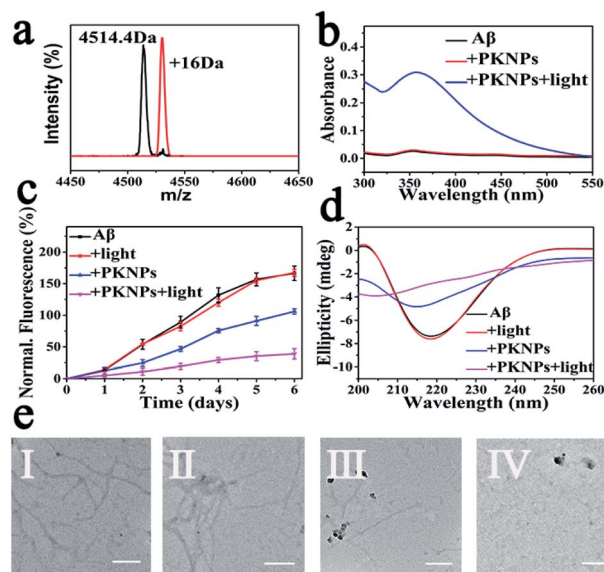 a
4514.4Da
+16Da
Intensity (%)
4450 4500 4550 4600 4650
m/z
b
Aβ
+PKNPs
+PKNPs+light
Absorbance
0.4
0.3
0.2
0.1
0.0
300 350 400 450 500 550
Wavelength (nm)
c
Aβ
+light
+PKNPs
+PKNPs+light
Normal. Fluorescence (%)
200
150
100
50
0
0 1 2 3 4 5 6
Time (days)
d
Aβ
+light
+PKNPs
+PKNPs+light
Ellipticity (mdeg)
2
0
-2
-4
-6
-8
-10
200 210 220 230 240 250 260
Wavelength (nm)
e
I
II
III
IV